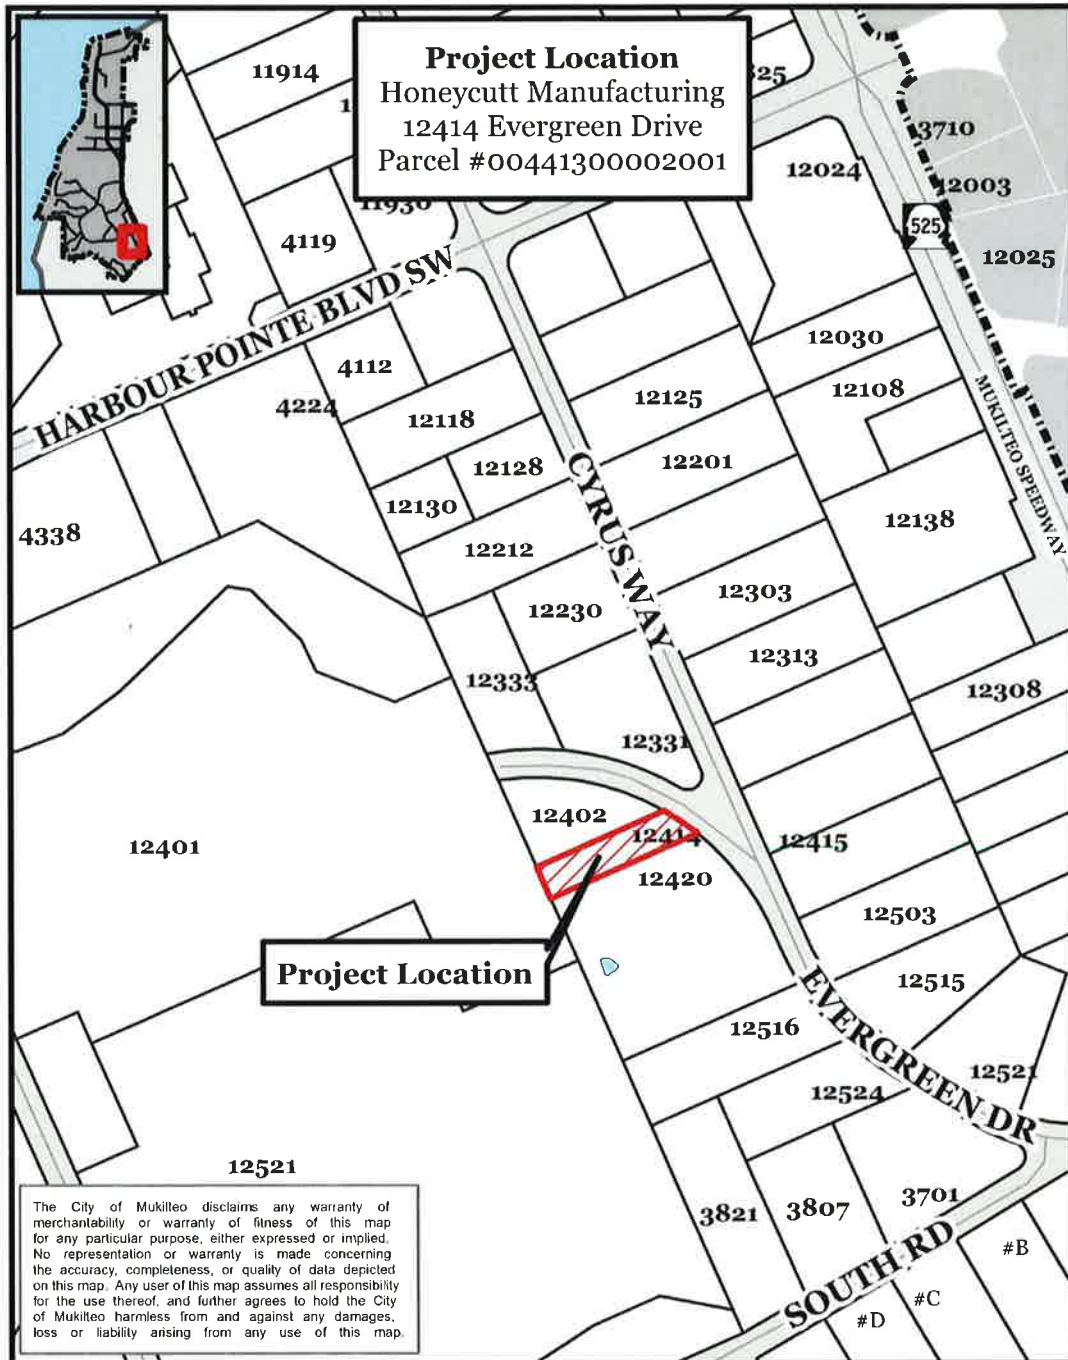 Project Location
Honeycutt Manufacturing
12414 Evergreen Drive
Parcel #00441300002001
11914
11930
3710
12024
12003
525
12025
4119
HARBOUR POINTE BLVD SW
12030
4112
4224
12108
12125
12118
MUKILTEO SPEEDWAY
12128
12201
CYRUS WAY
12130
12138
4338
12212
12303
12230
12313
12333
12308
12331
12402
12401
12414
12415
12420
12503
Project Location
12515
EVERGREEN DR
12516
12521
12524
12521
3821
3807
3701
#B
SOUTH RD
#C
#D
The City of Mukilteo disclaims any warranty of
merchantability or warranty of fitness of this map
for any particular purpose, either expressed or implied.
No representation or warranty is made concerning
the accuracy, completeness, or quality of data depicted
on this map. Any user of this map assumes all responsibility
for the use thereof, and further agrees to hold the City
of Mukilteo harmless from and against any damages,
loss or liability arising from any use of this map.